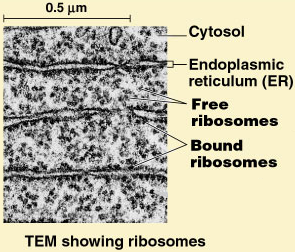 0.5 µm
Cytosol
Endoplasmic
reticulum (ER)
Free
ribosomes
Bound
ribosomes
TEM showing ribosomes